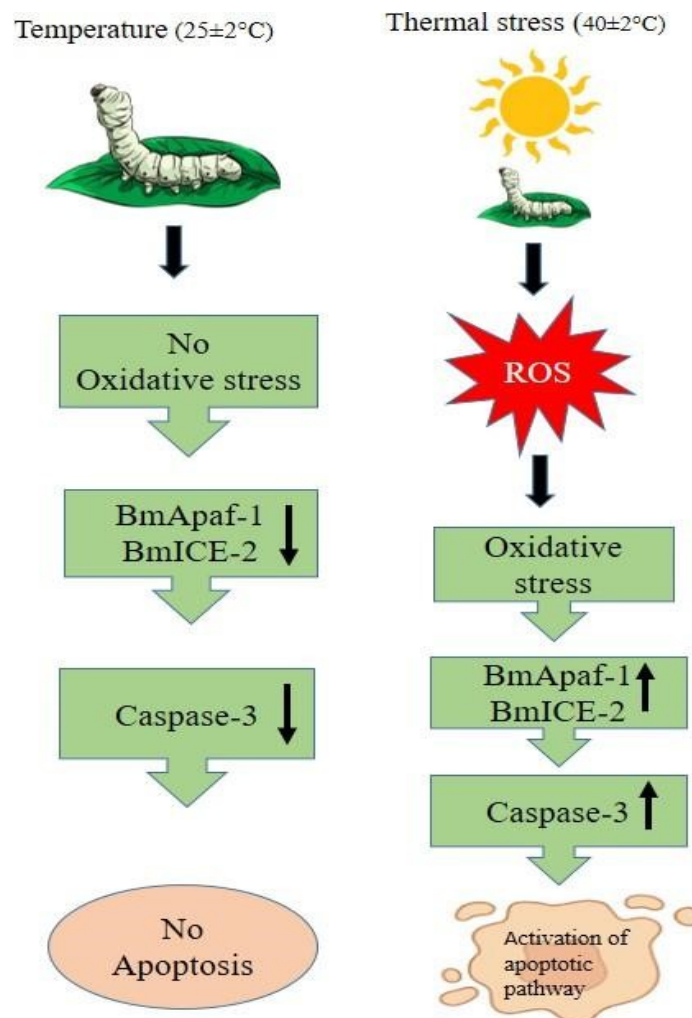 Temperature (25±2°C)
No
Oxidative stress
BmApaf-1
BmICE-2
Caspase-3
No
Apoptosis
Thermal stress (40±2°C)
ROS
Oxidative
stress
BmApaf-1
BmICE-2
Caspase-3
Activation of
apoptotic
pathway